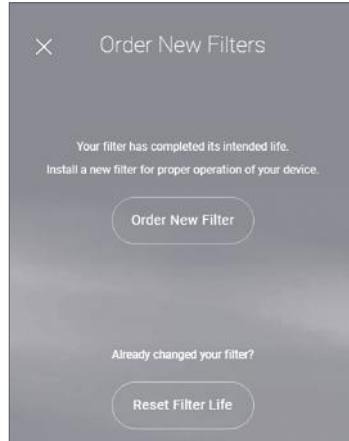 Order New Filters
Your filter has completed its intended life.
Install a new filter for proper operation of your device.
Order New Filter
Already changed your filter?
Reset Filter Life